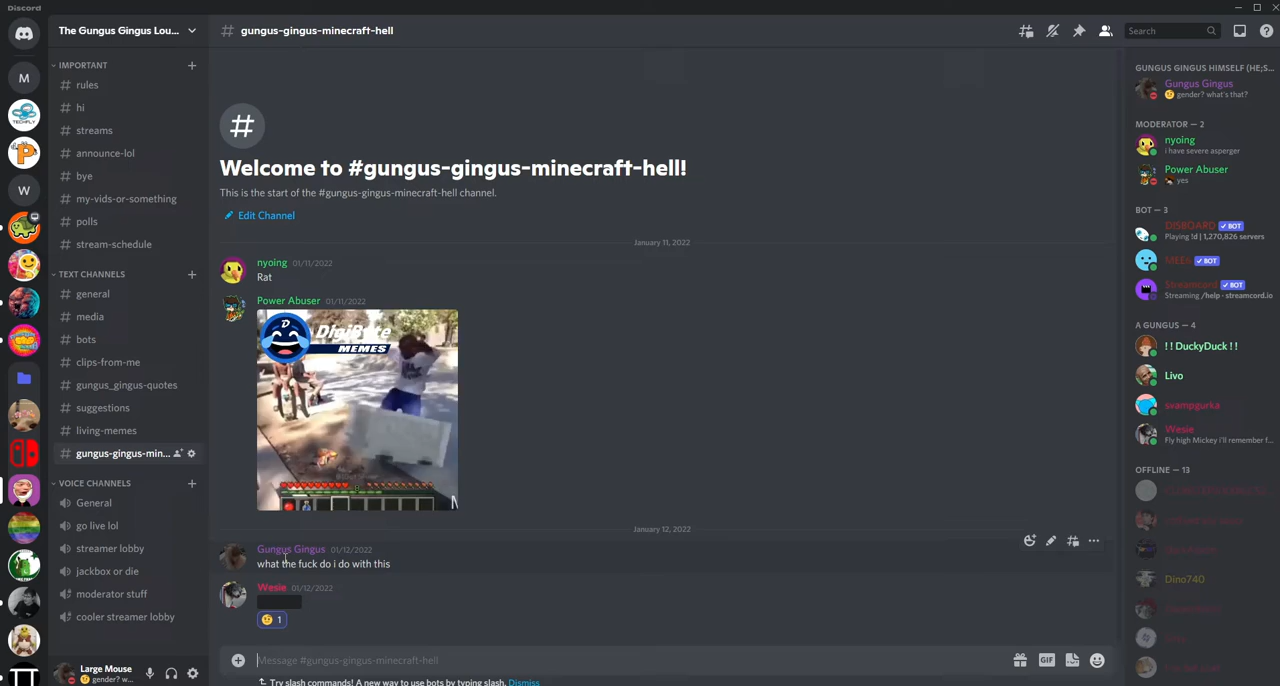 Discord
The Gungus Gingus Lou...
# gungus-gingus-minecraft-hell
Search
IMPORTANT
# rules
# hi
# streams
# announce-lol
# bye
# my-vids-or-something
# polls
# stream-schedule
TEXT CHANNELS
# general
# media
# bots
# clips-from-me
# gungus_gingus-quotes
# suggestions
# living-memes
# gungus-gingus-min...
VOICE CHANNELS
General
go live lol
streamer lobby
jackbox or die
moderator stuff
cooler streamer lobby
Large Mouse
gender? w...
M
TECHFLY
P
W
#
Welcome to #gungus-gingus-minecraft-hell!
This is the start of the #gungus-gingus-minecraft-hell channel.
Edit Channel
January 11, 2022
nyoing 01/11/2022
Rat
Power Abuser 01/11/2022
DigiByte
MEMES
January 12, 2022
Gungus Gingus 01/12/2022
what the fuck do i do with this
Wesie 01/12/2022
1
Message #gungus-gingus-minecraft-hell
GIF
Try slash commands! A new way to use bots by typing slash. Dismiss
GUNGUS GINGUS HIMSELF (HE;S...
Gungus Gingus
gender? what's that?
MODERATOR — 2
nyoing
i have severe asperger
Power Abuser
yes
BOT — 3
DISBOARD BOT
Playing !d | 1,270,826 servers
MEE6 BOT
Streamcord BOT
Streaming /help · streamcord.io
A GUNGUS — 4
! ! DuckyDuck ! !
Livo
svampgurka
Wesie
Fly high Mickey i'll remember f...
OFFLINE — 13
Dino740